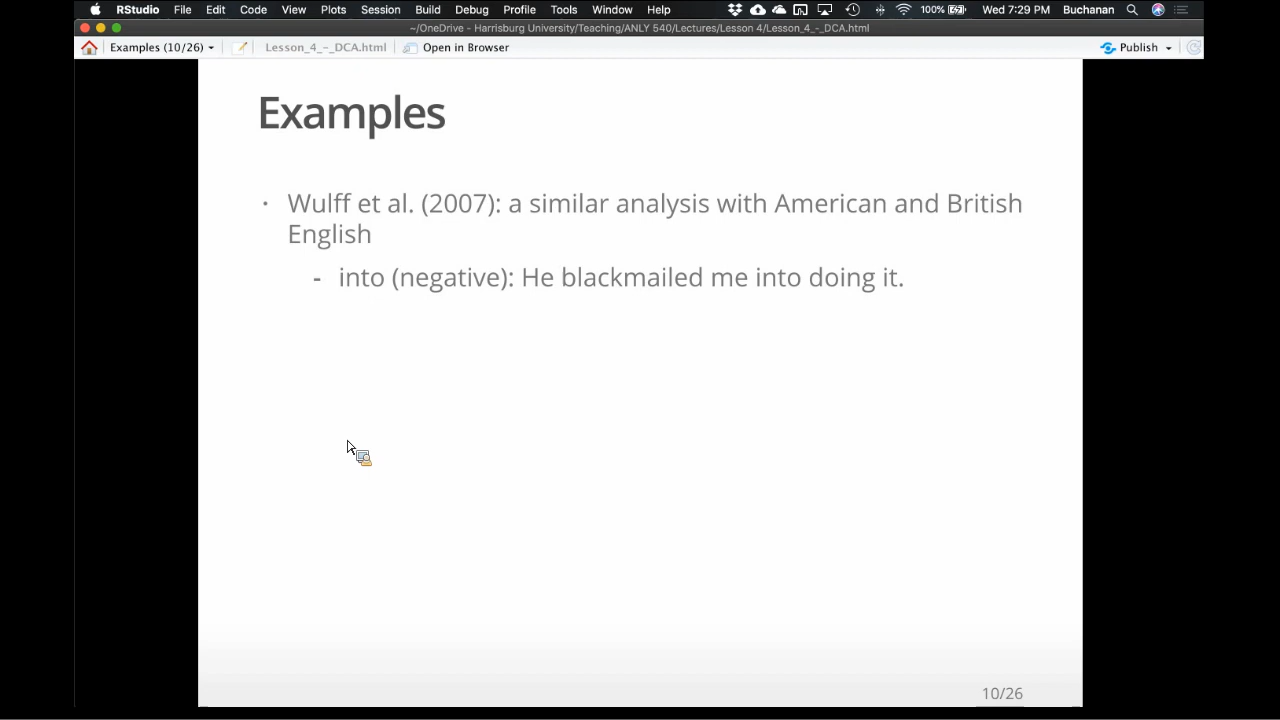 RStudio File Edit Code View Plots Session Build Debug Profile Tools Window Help 100% Wed 7:29 PM Buchanan
~/OneDrive - Harrisburg University/Teaching/ANLY 540/Lectures/Lesson 4/Lesson_4_-_DCA.html
Examples (10/26) Lesson_4_-_DCA.html Open in Browser Publish
Examples
· Wulff et al. (2007): a similar analysis with American and British
English
- into (negative): He blackmailed me into doing it.
10/26